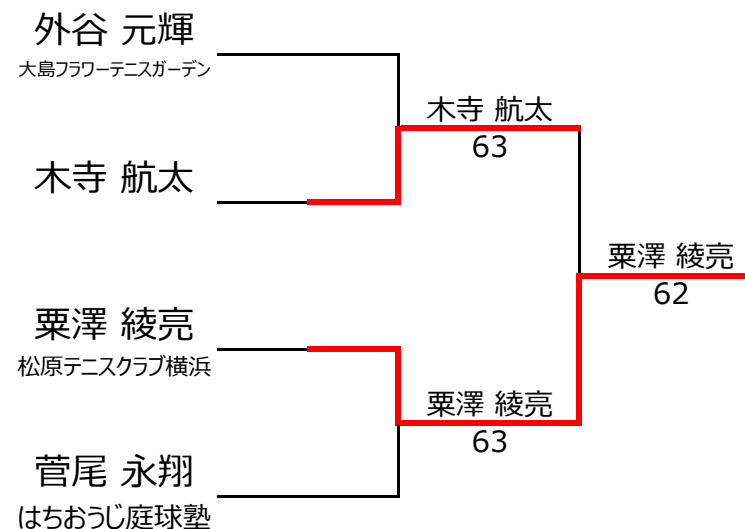 外谷 元輝
大島フラワーテニスガーデン
木寺 航太
63
木寺 航太
粟澤 綾亮
62
粟澤 綾亮
松原テニスクラブ横浜
粟澤 綾亮
63
菅尾 永翔
はちおうじ庭球塾